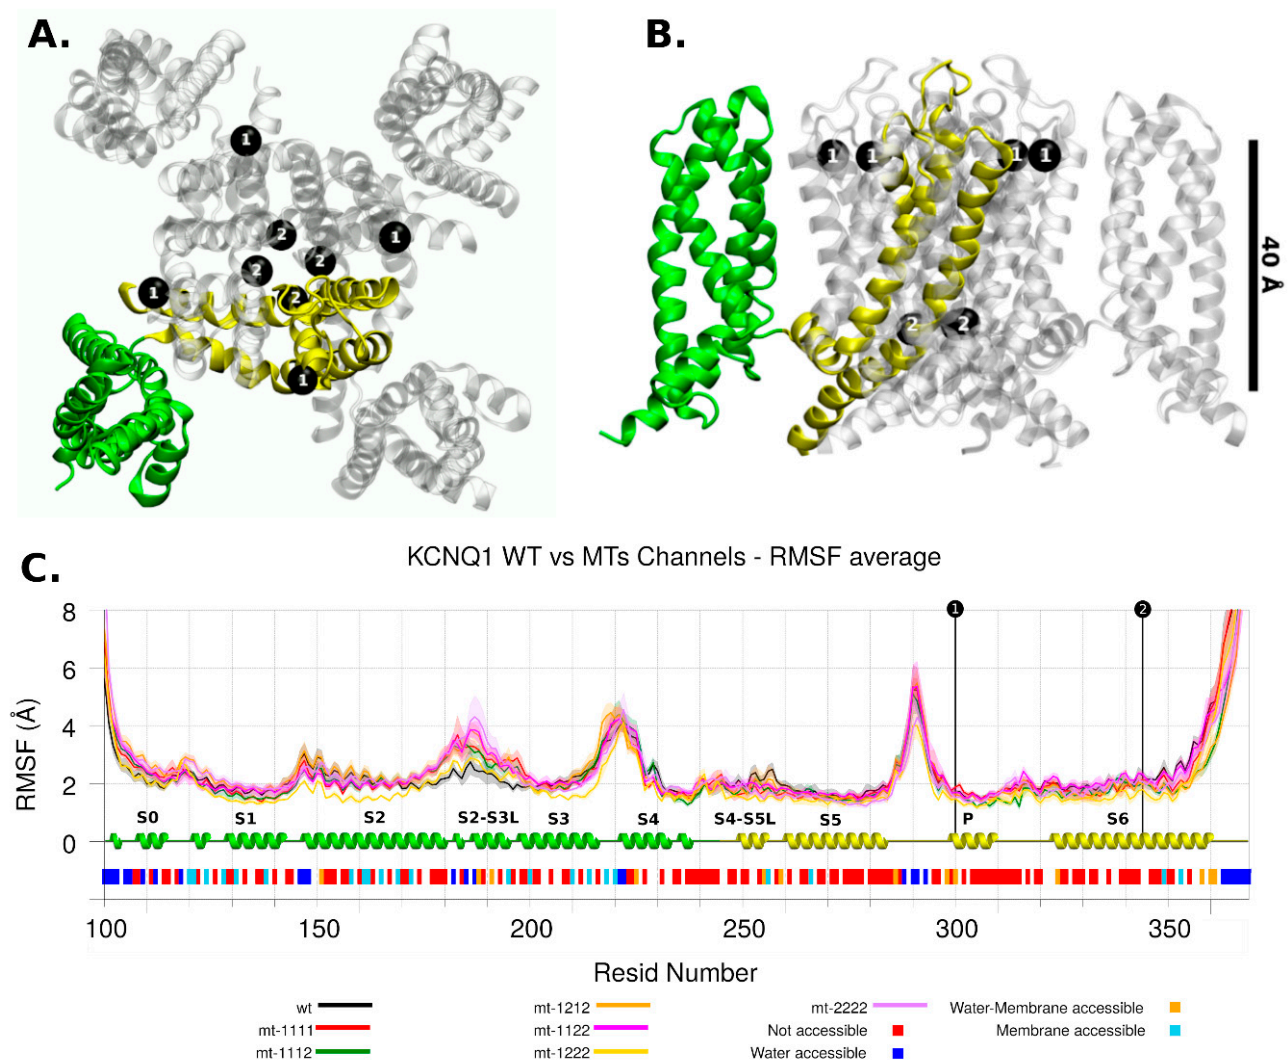 A.
B.
1
1
2
2
2
1
2
1
1
1
1
1
2
2
40 Å
C.
KCNQ1 WT vs MTs Channels - RMSF average
1
2
8
6
4
2
0
RMSF (Å)
S0
S1
S2
S2-S3L
S3
S4
S4-S5L
S5
P
S6
100
150
200
250
300
350
Resid Number
wt
mt-1212
mt-2222
Water-Membrane accessible
mt-1111
mt-1122
Not accessible
Membrane accessible
mt-1112
mt-1222
Water accessible